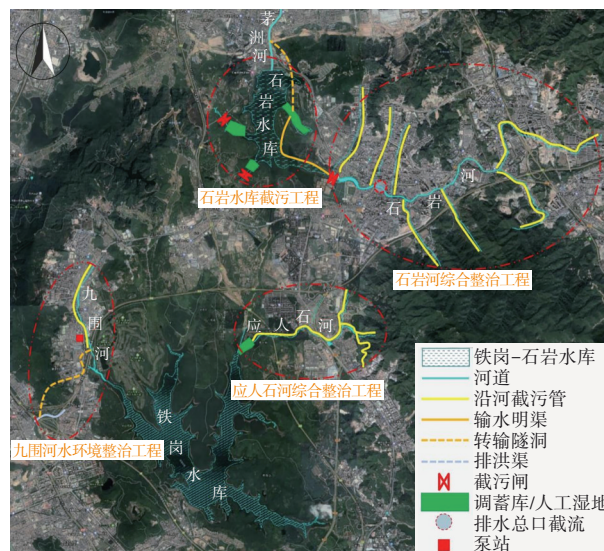 茅洲河
石岩水库
石岩水库截污工程
石岩河
石岩河综合整治工程
九围河
应人石河
应人石河综合整治工程
九围河水环境整治工程
铁岗水库
铁岗-石岩水库
河道
沿河截污管
输水明渠
转输隧洞
排洪渠
截污闸
调蓄库/人工湿地
排水总口截流
泵站